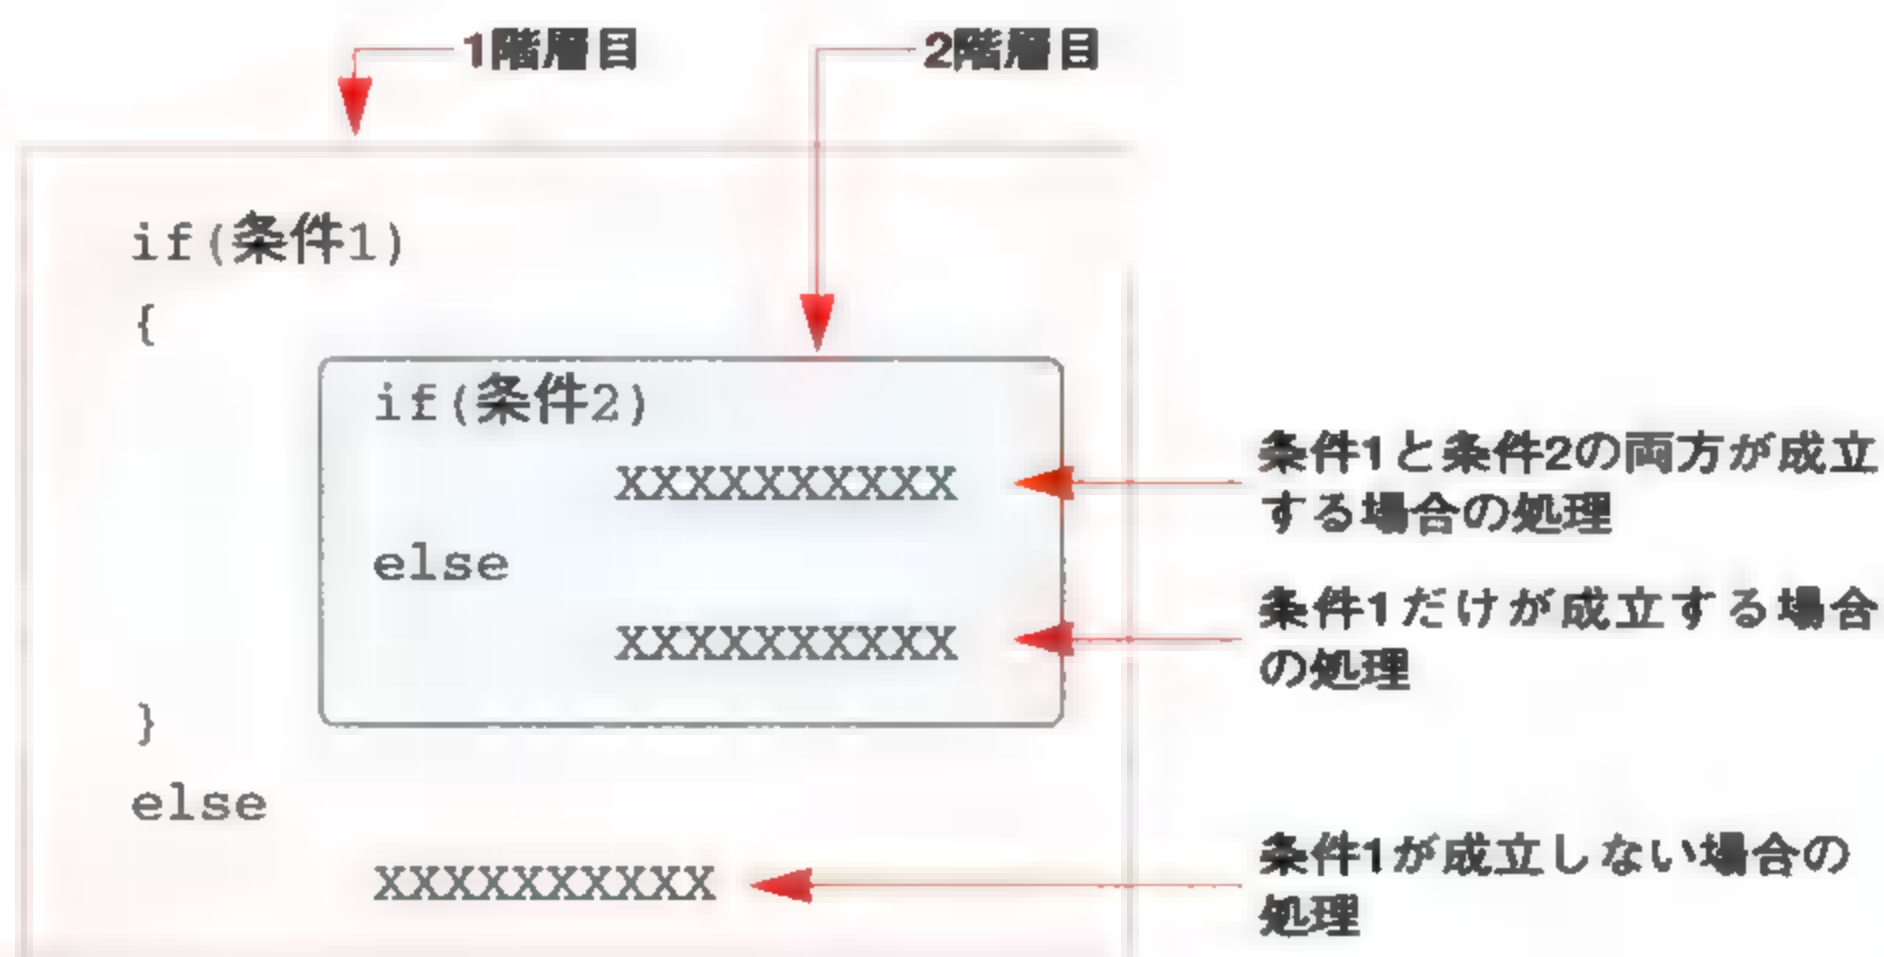 1階層目 2階層目
if(条件1)
{
if(条件2)
XXXXXXXXXX
条件1と条件2の両方が成立
する場合の処理
else
XXXXXXXXXX
条件1だけが成立する場合
の処理
}
else
XXXXXXXXXX
条件1が成立しない場合の
処理